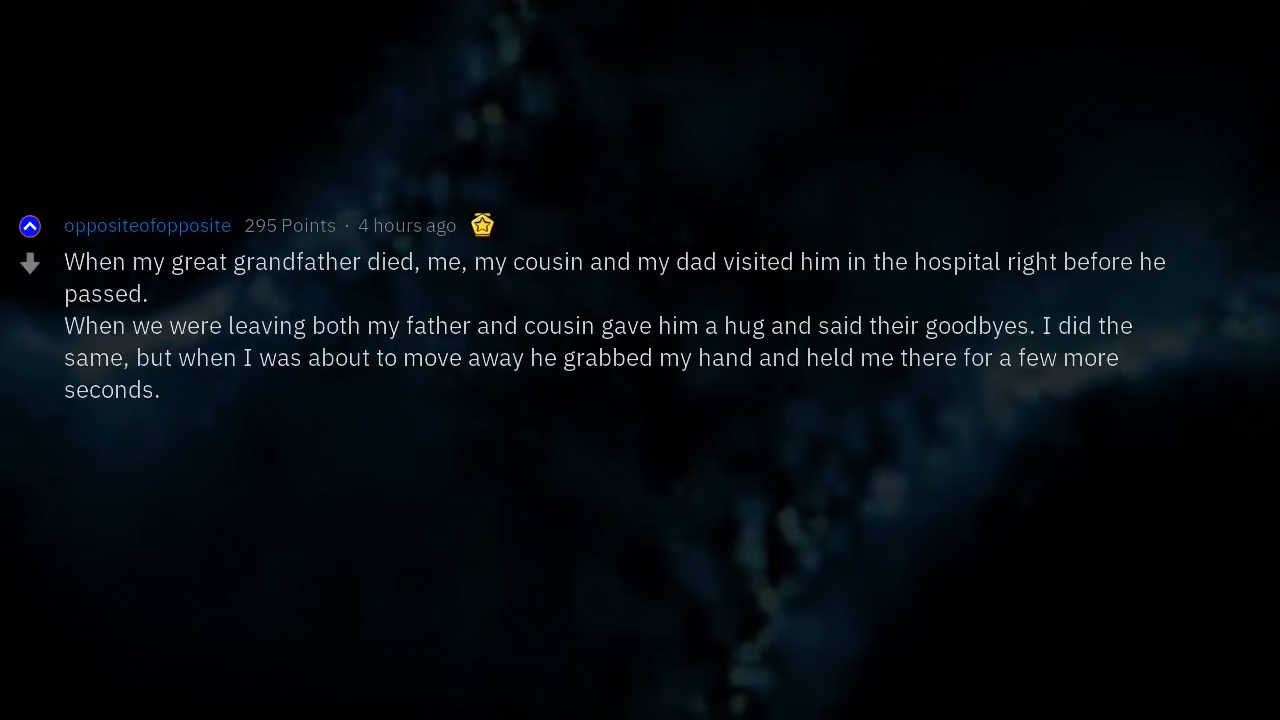 oppositeofopposite 295 Points · 4 hours ago
When my great grandfather died, me, my cousin and my dad visited him in the hospital right before he
passed.
When we were leaving both my father and cousin gave him a hug and said their goodbyes. I did the
same, but when I was about to move away he grabbed my hand and held me there for a few more
seconds.